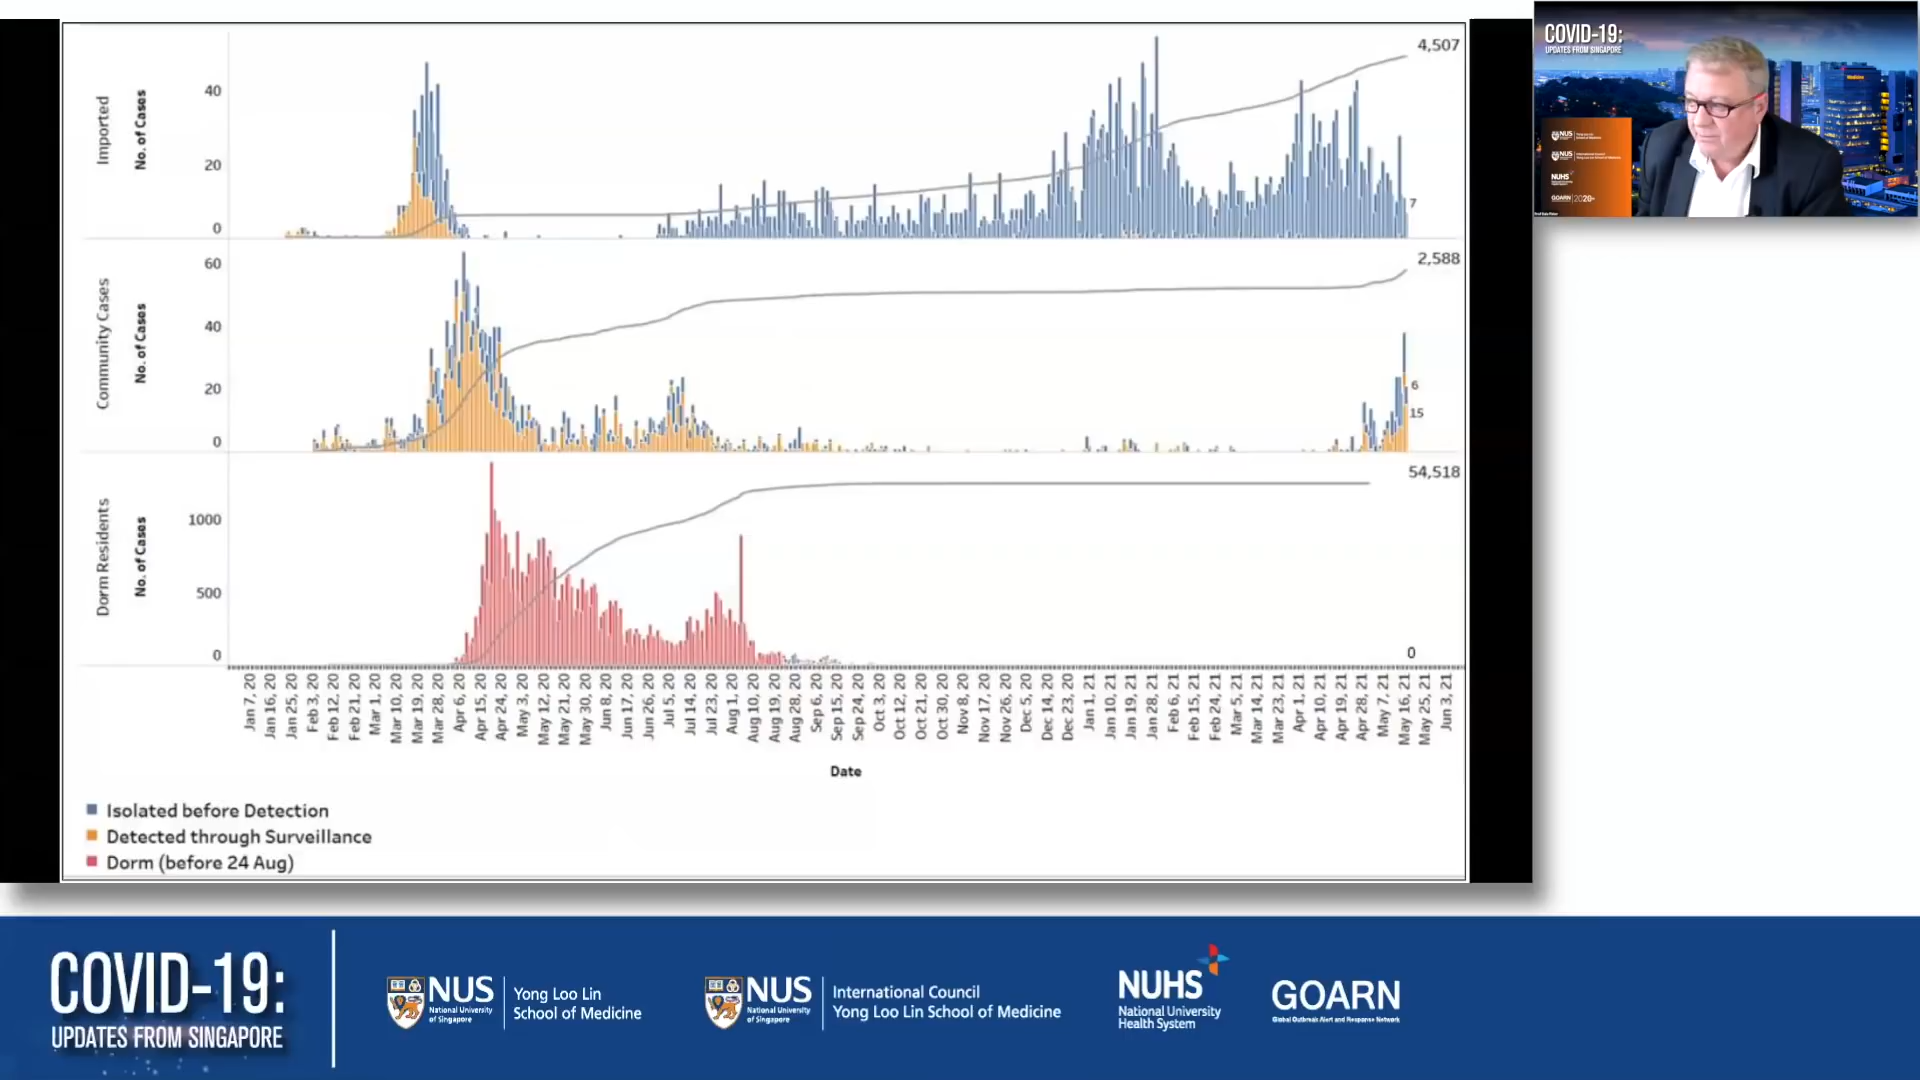 Imported
No. of Cases
40
20
0
4,507
7
Community Cases
No. of Cases
60
40
20
0
2,588
6
15
Dorm Residents
No. of Cases
1000
500
0
54,518
0
Jan 7, 20
Jan 16, 20
Jan 25, 20
Feb 3, 20
Feb 12, 20
Feb 21, 20
Mar 1, 20
Mar 10, 20
Mar 19, 20
Mar 28, 20
Apr 6, 20
Apr 15, 20
Apr 24, 20
May 3, 20
May 12, 20
May 21, 20
May 30, 20
Jun 8, 20
Jun 17, 20
Jun 26, 20
Jul 5, 20
Jul 14, 20
Jul 23, 20
Aug 1, 20
Aug 10, 20
Aug 19, 20
Aug 28, 20
Sep 6, 20
Sep 15, 20
Sep 24, 20
Oct 3, 20
Oct 12, 20
Oct 21, 20
Oct 30, 20
Nov 8, 20
Nov 17, 20
Nov 26, 20
Dec 5, 20
Dec 14, 20
Dec 23, 20
Jan 1, 21
Jan 10, 21
Jan 19, 21
Jan 28, 21
Feb 6, 21
Feb 15, 21
Feb 24, 21
Mar 5, 21
Mar 14, 21
Mar 23, 21
Apr 1, 21
Apr 10, 21
Apr 19, 21
Apr 28, 21
May 7, 21
May 16, 21
May 25, 21
Jun 3, 21
Date
Isolated before Detection
Detected through Surveillance
Dorm (before 24 Aug)
COVID-19:
UPDATES FROM SINGAPORE
Medicine
NUS
NUS
NUHS
GOARN 2020+
COVID-19:
UPDATES FROM SINGAPORE
NUS
National University
of Singapore
Yong Loo Lin
School of Medicine
NUS
National University
of Singapore
International Council
Yong Loo Lin School of Medicine
NUHS
National University
Health System
GOARN
Global Outbreak Alert and Response Network